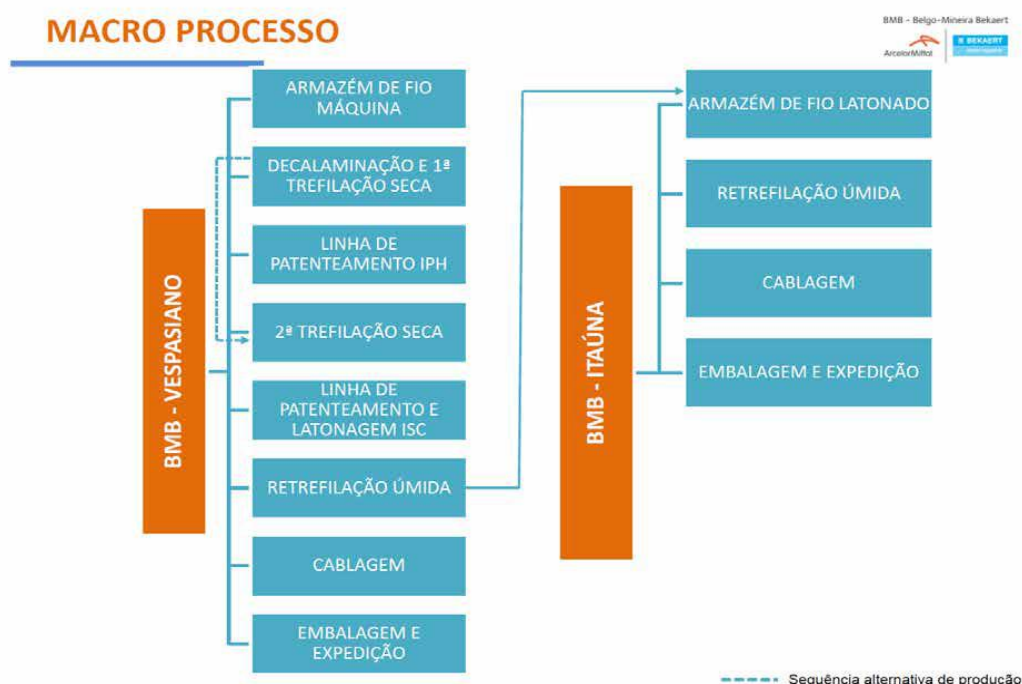 MACRO PROCESSO
BMB - Belgo-Mineira Bekaert
ArcelorMittal
BEKAERT
BMB - VESPASIANO
ARMAZÉM DE FIO
MÁQUINA
DECALAMINAÇÃO E 1ª
TREFILAÇÃO SECA
LINHA DE
PATENTEAMENTO IPH
2ª TREFILAÇÃO SECA
LINHA DE
PATENTEAMENTO E
LATONAGEM ISC
RETREFILAÇÃO ÚMIDA
CABLAGEM
EMBALAGEM E
EXPEDIÇÃO
BMB - ITAÚNA
ARMAZÉM DE FIO LATONADO
RETREFILAÇÃO ÚMIDA
CABLAGEM
EMBALAGEM E EXPEDIÇÃO
Sequência alternativa de produção